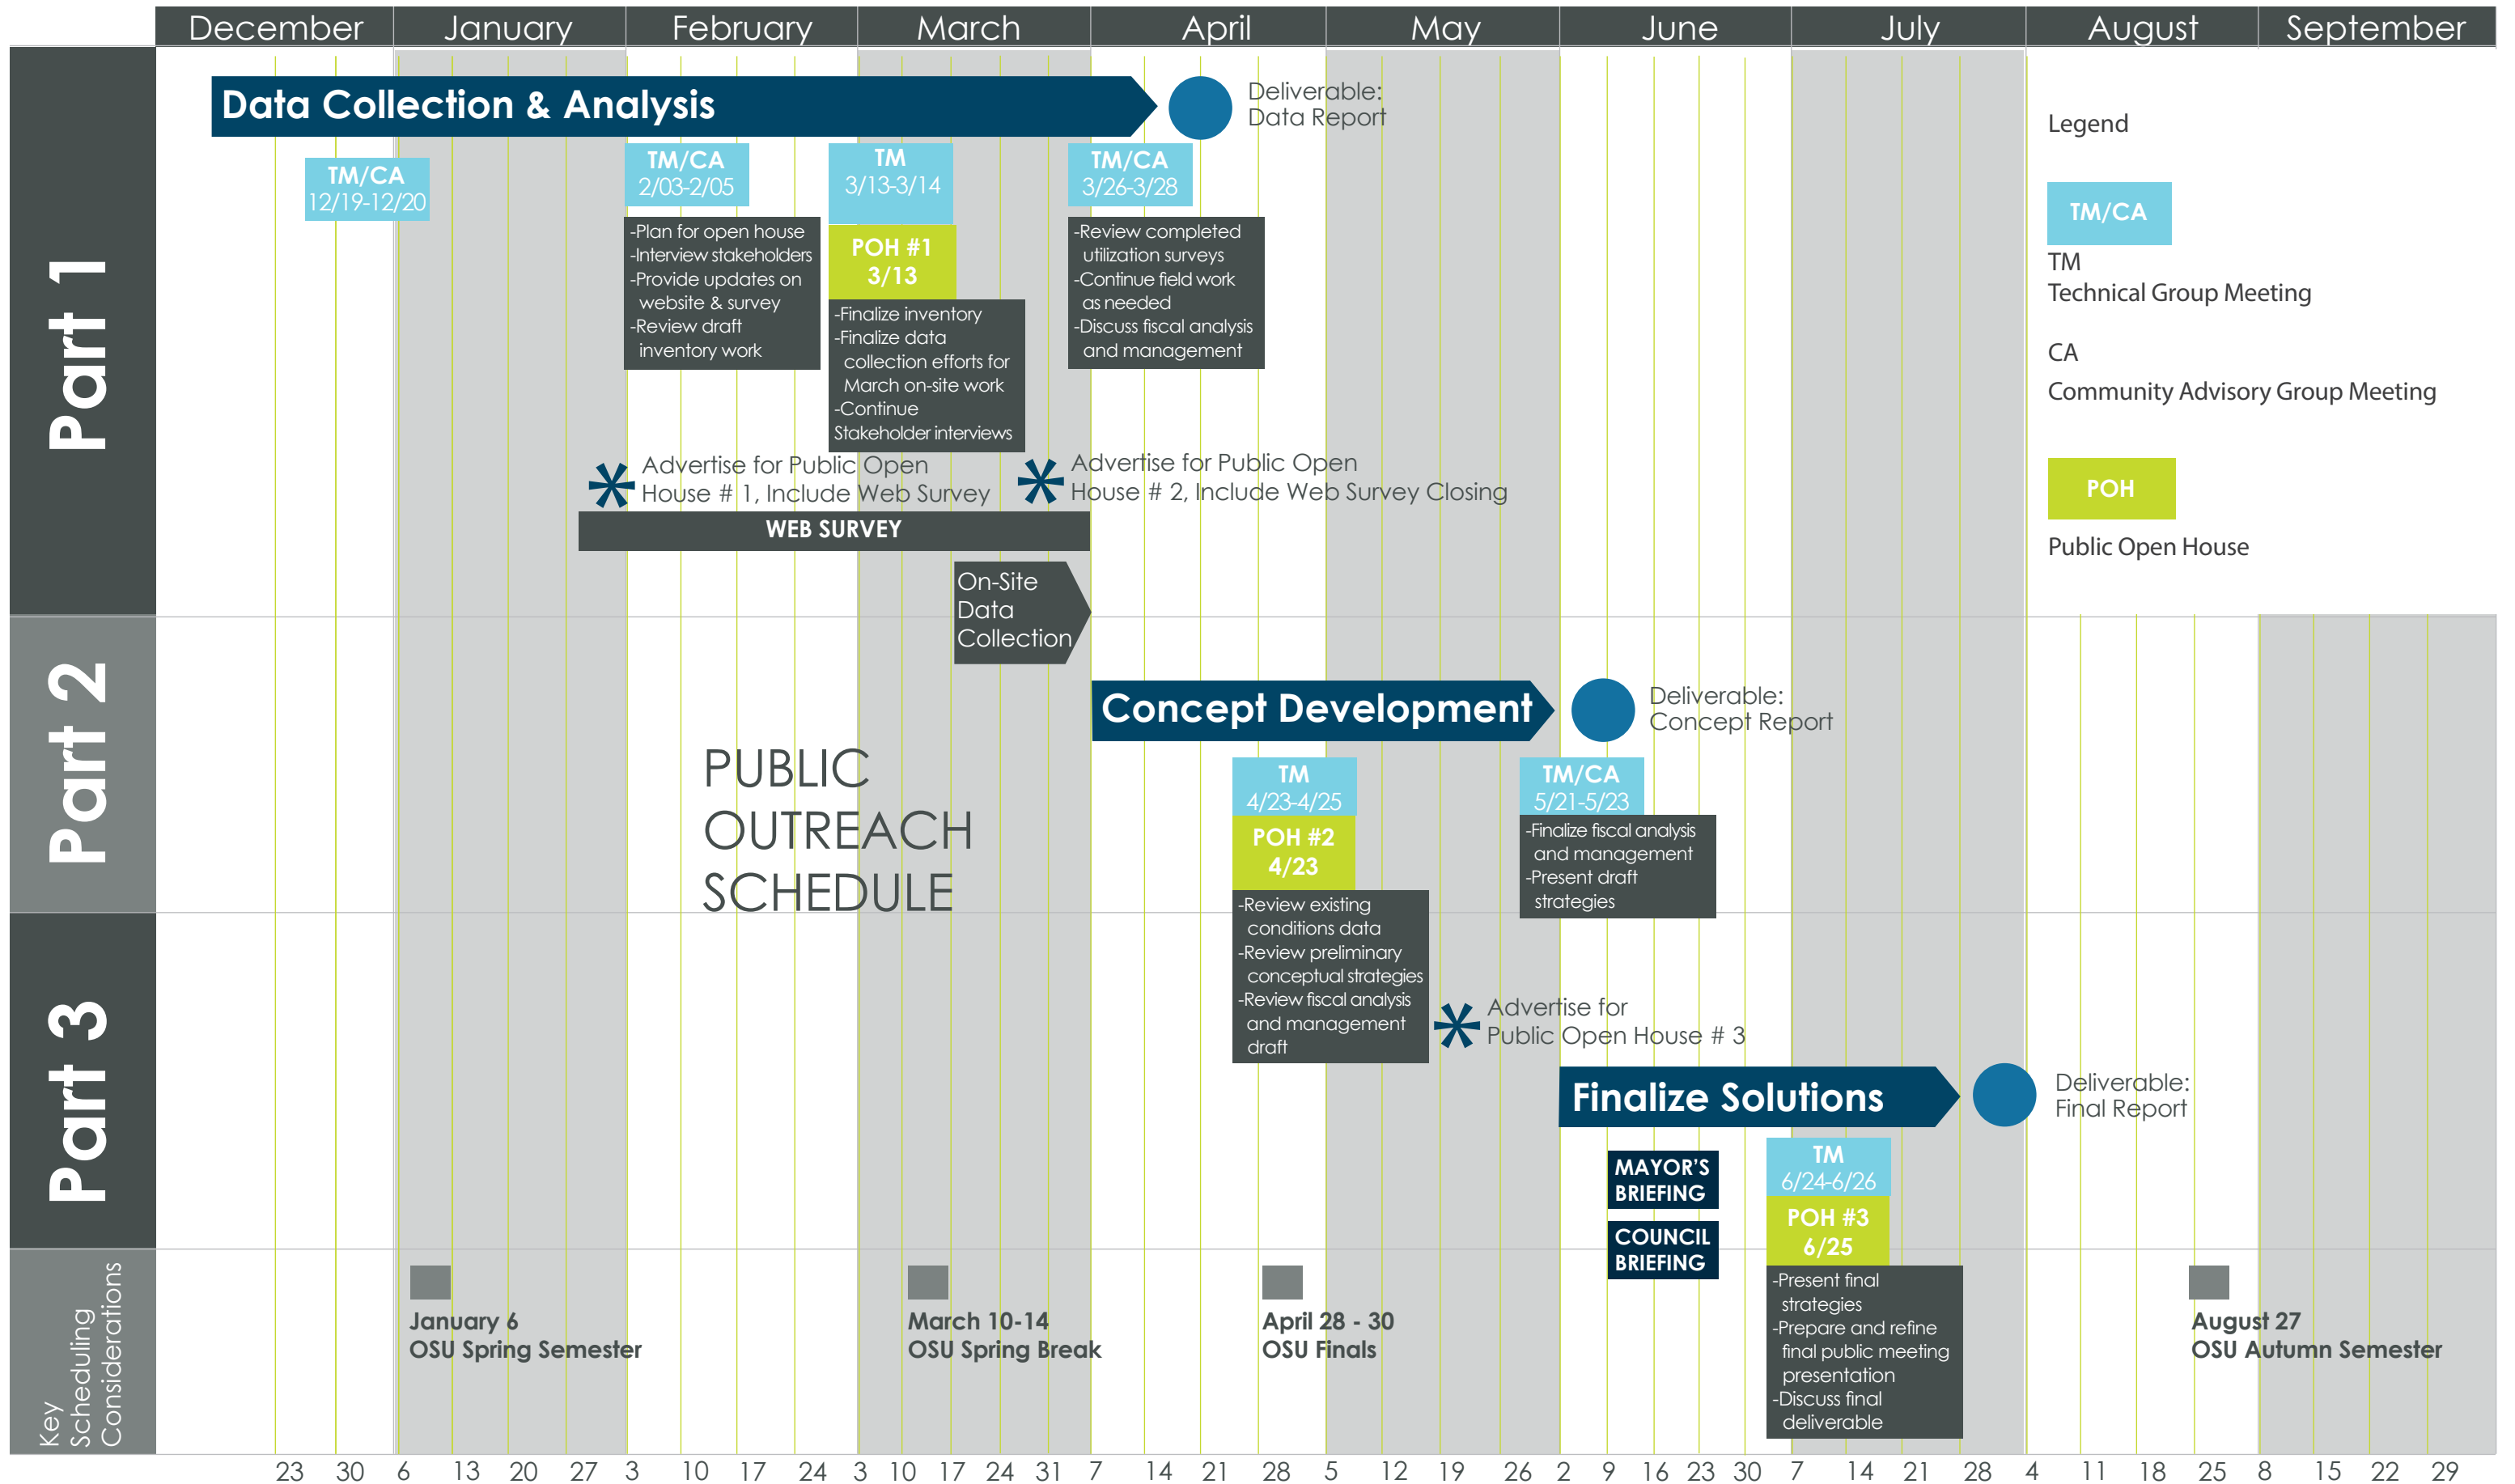 December January February March April May June July August September
Part 1
Data Collection & Analysis
Deliverable:
Data Report
TM/CA
12/19-12/20
TM/CA
2/03-2/05
-Plan for open house
-Interview stakeholders
-Provide updates on
website & survey
-Review draft
inventory work
TM
3/13-3/14
POH #1
3/13
-Finalize inventory
-Finalize data
collection efforts for
March on-site work
-Continue
Stakeholder interviews
TM/CA
3/26-3/28
-Review completed
utilization surveys
-Continue field work
as needed
-Discuss fiscal analysis
and management
Legend
TM/CA
TM
Technical Group Meeting
CA
Community Advisory Group Meeting
POH
Public Open House
* Advertise for Public Open
House # 1, Include Web Survey
* Advertise for Public Open
House # 2, Include Web Survey Closing
WEB SURVEY
On-Site
Data
Collection
Part 2
Concept Development
Deliverable:
Concept Report
PUBLIC
OUTREACH
SCHEDULE
TM
4/23-4/25
POH #2
4/23
-Review existing
conditions data
-Review preliminary
conceptual strategies
-Review fiscal analysis
and management
draft
TM/CA
5/21-5/23
-Finalize fiscal analysis
and management
-Present draft
strategies
Part 3
* Advertise for
Public Open House # 3
Finalize Solutions
Deliverable:
Final Report
MAYOR'S
BRIEFING
COUNCIL
BRIEFING
TM
6/24-6/26
POH #3
6/25
-Present final
strategies
-Prepare and refine
final public meeting
presentation
-Discuss final
deliverable
Key
Scheduling
Considerations
January 6
OSU Spring Semester
March 10-14
OSU Spring Break
April 28 - 30
OSU Finals
August 27
OSU Autumn Semester
23 30 6 13 20 27 3 10 17 24 3 10 17 24 31 7 14 21 28 5 12 19 26 2 9 16 23 30 7 14 21 28 4 11 18 25 8 15 22 29